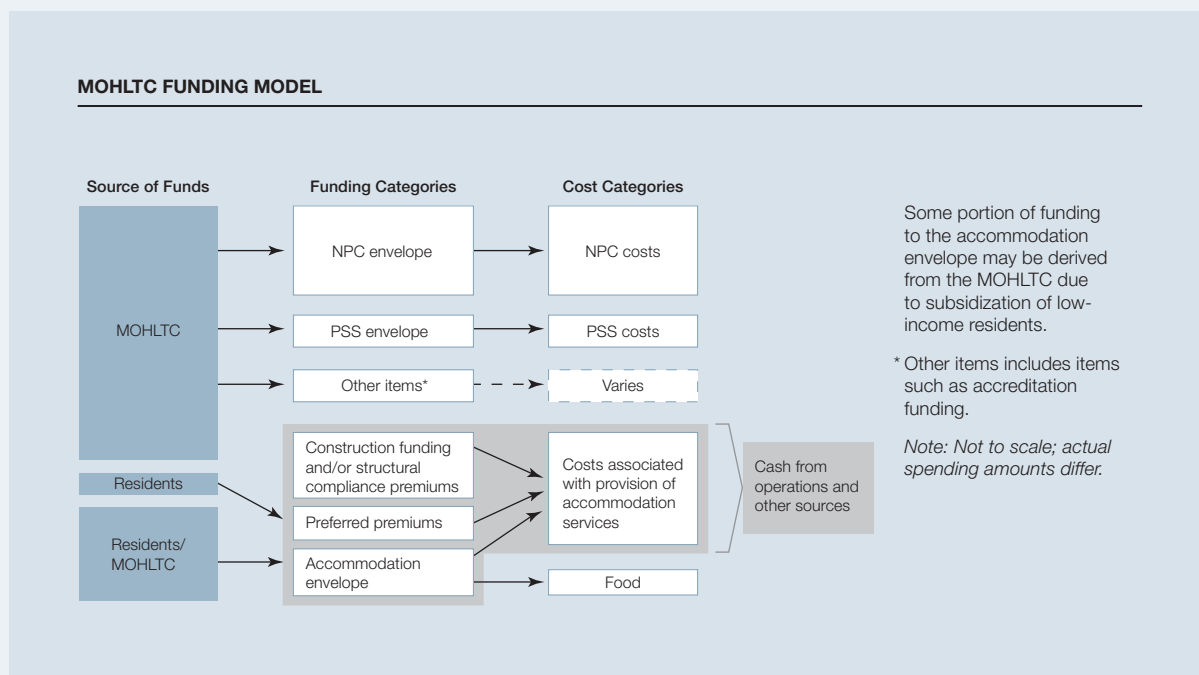 MOHLTC FUNDING MODEL
Source of Funds
Funding Categories
Cost Categories
MOHLTC
NPC envelope
NPC costs
PSS envelope
PSS costs
Other items*
Varies
Construction funding
and/or structural
compliance premiums
Costs associated
with provision of
accommodation
services
Residents
Preferred premiums
Residents/
MOHLTC
Accommodation
envelope
Food
Cash from
operations and
other sources
Some portion of funding
to the accommodation
envelope may be derived
from the MOHLTC due
to subsidization of low-
income residents.
* Other items includes items
such as accreditation
funding.
Note: Not to scale; actual
spending amounts differ.